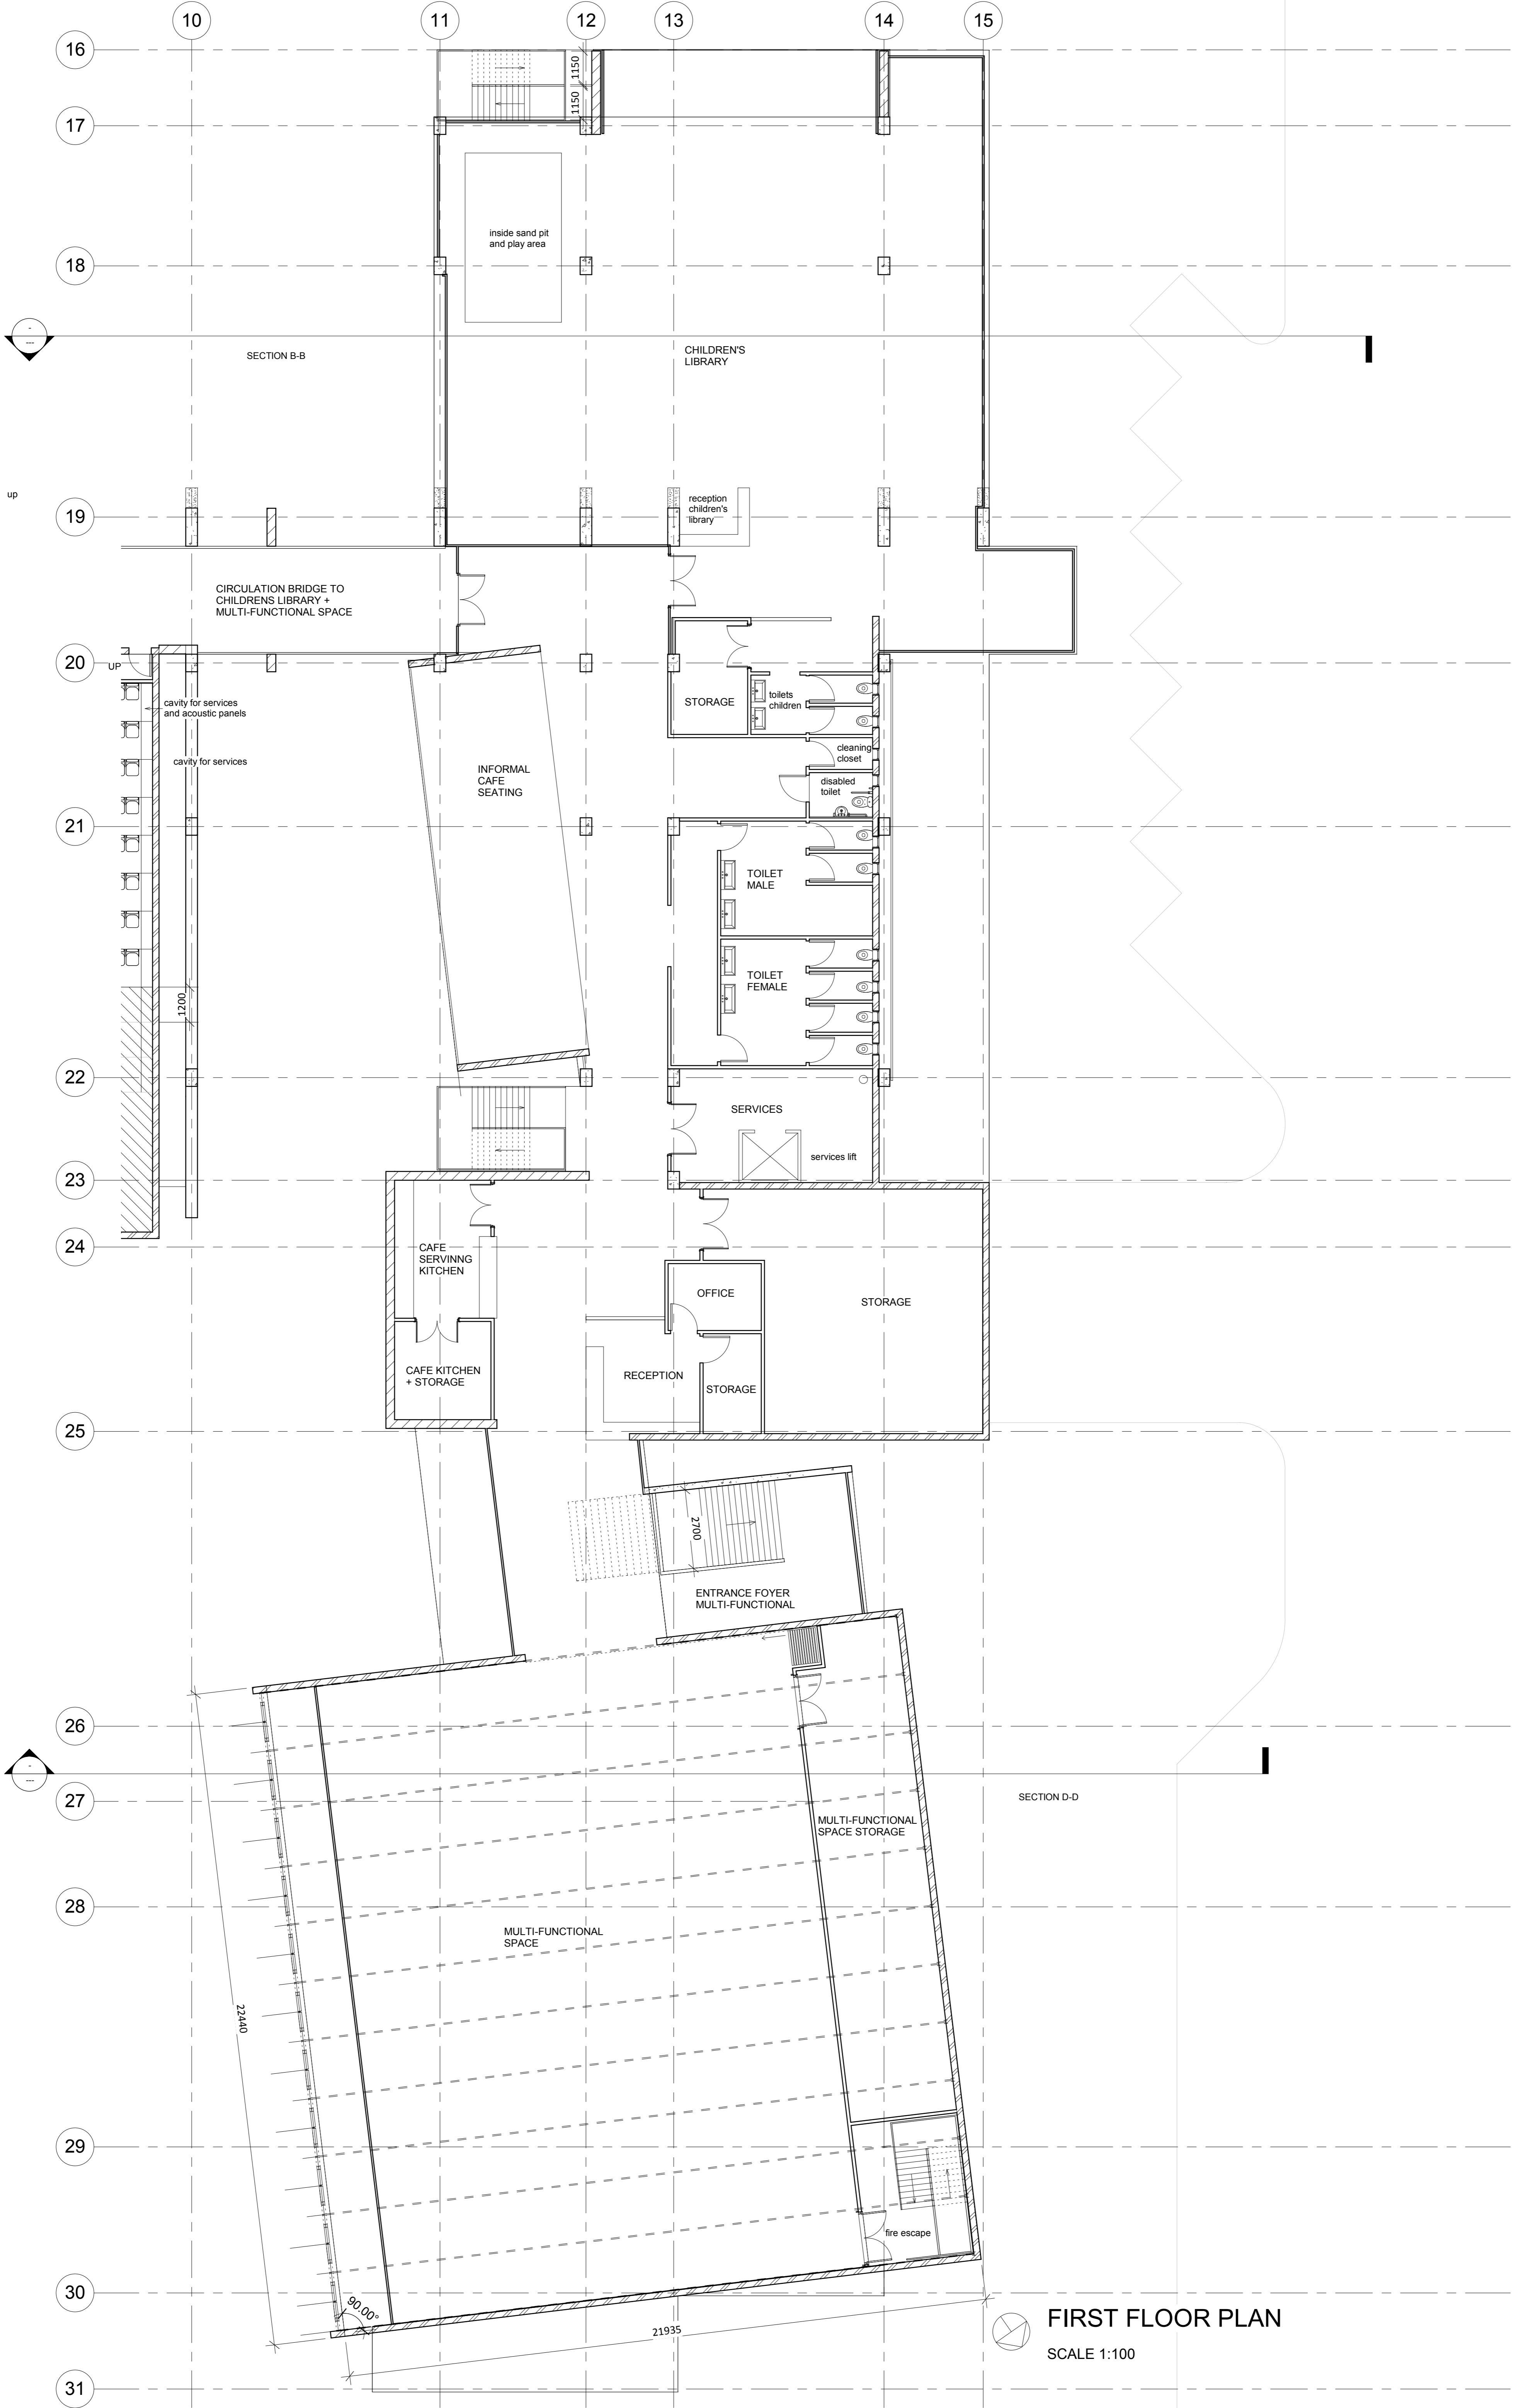 10
11
12
13
14
15
16
1150
1150
17
inside sand pit
and play area
18
-
---
SECTION B-B
CHILDREN'S
LIBRARY
up
reception
children's
library
19
CIRCULATION BRIDGE TO
CHILDRENS LIBRARY +
MULTI-FUNCTIONAL SPACE
20
UP
cavity for services
and acoustic panels
STORAGE
toilets
children
cavity for services
cleaning
closet
INFORMAL
CAFE
SEATING
disabled
toilet
21
TOILET
MALE
TOILET
FEMALE
1200
22
SERVICES
services lift
23
24
CAFE
SERVINNG
KITCHEN
OFFICE
STORAGE
CAFE KITCHEN
+ STORAGE
RECEPTION
STORAGE
25
2700
ENTRANCE FOYER
MULTI-FUNCTIONAL
26
-
---
27
SECTION D-D
MULTI-FUNCTIONAL
SPACE STORAGE
28
MULTI-FUNCTIONAL
SPACE
22440
29
fire escape
30
90.00°
21935
FIRST FLOOR PLAN
SCALE 1:100
31